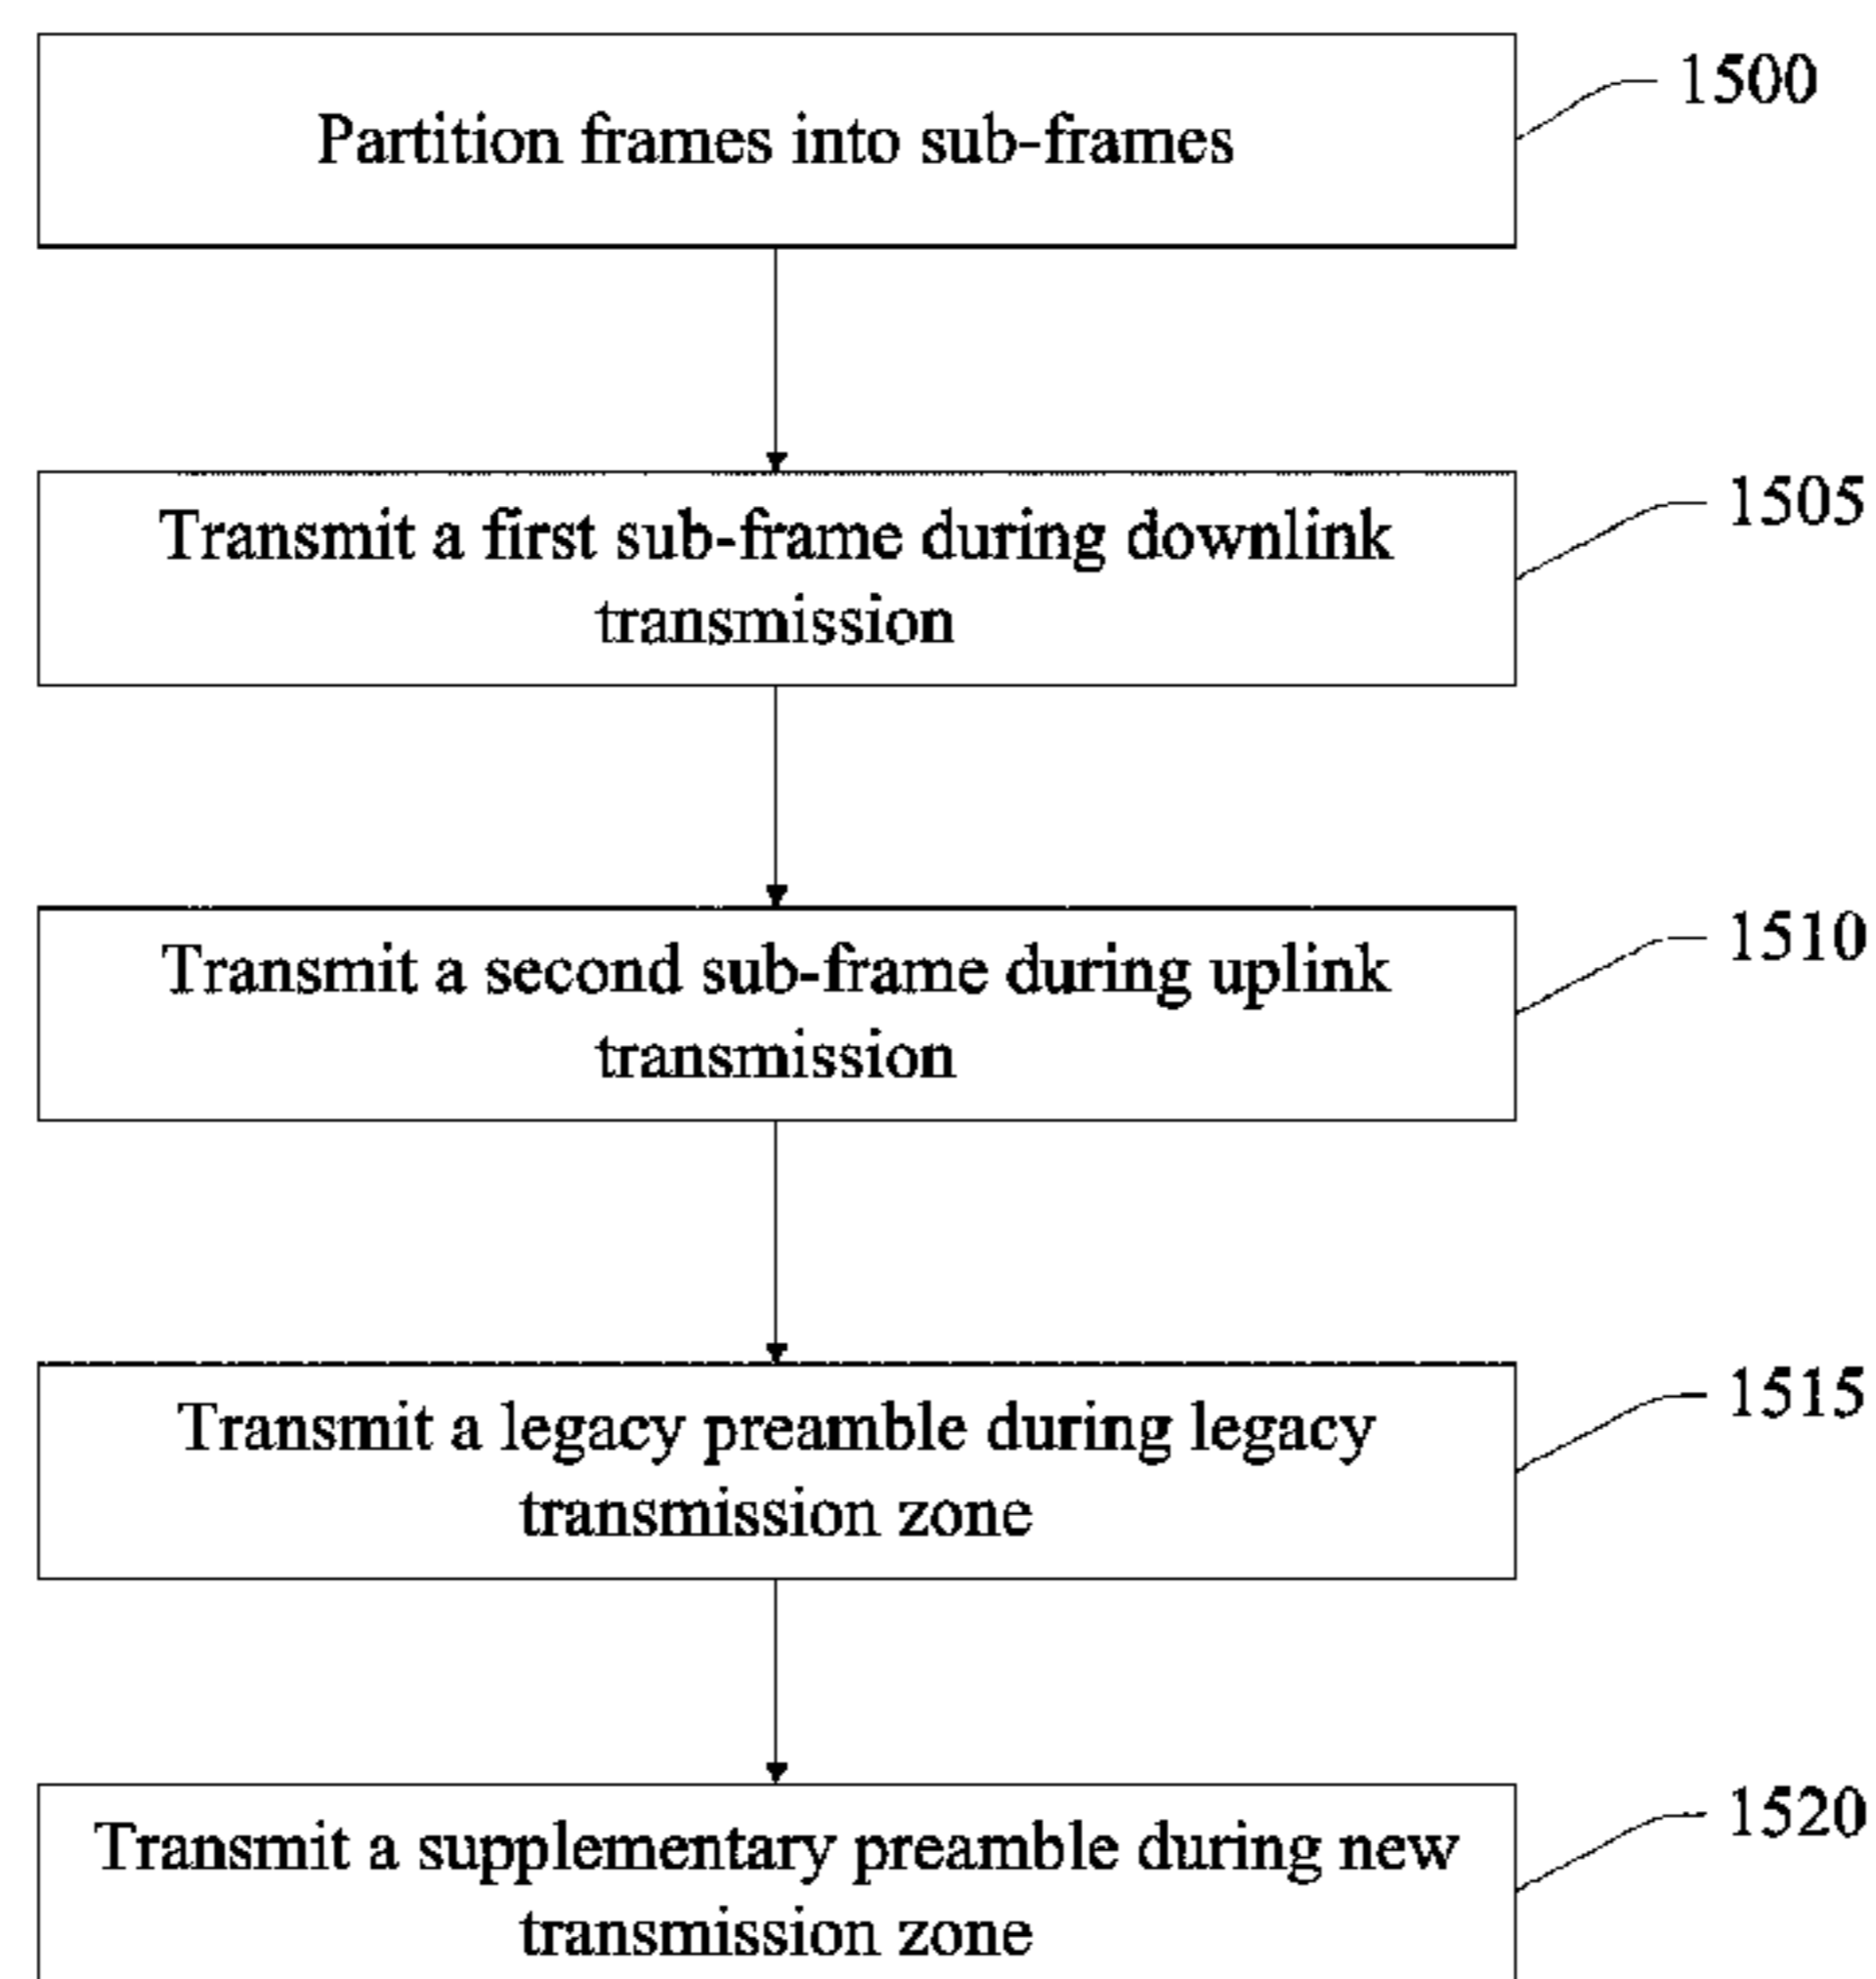 Partition frames into sub-frames
1500
Transmit a first sub-frame during downlink
transmission
1505
Transmit a second sub-frame during uplink
transmission
1510
Transmit a legacy preamble during legacy
transmission zone
1515
Transmit a supplementary preamble during new
transmission zone
1520